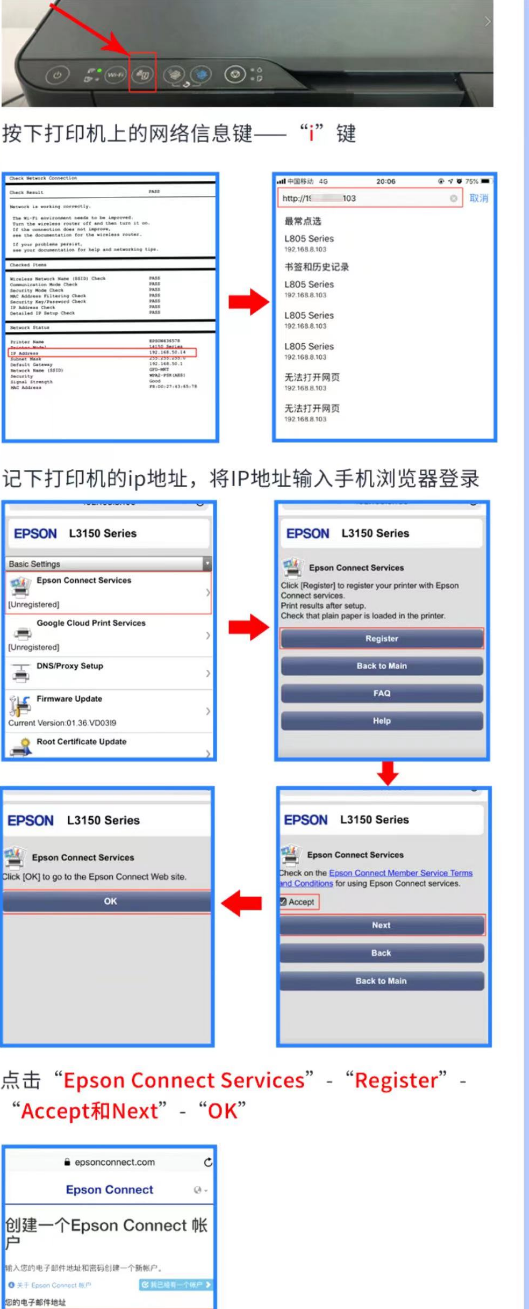 Wi-Fi
按下打印机上的网络信息键——“i”键
Check Network Connection
Check Result PASS
Network is working correctly.
The Wi-Fi environment needs to be improved.
Turn the wireless router off and then turn it on.
If the connection does not improve,
see the documentation for the wireless router.
If your problems persist,
see your documentation for help and networking tips.
Checked Items
Wireless Network Name (SSID) Check PASS
Communication Mode Check PASS
Security Mode Check PASS
MAC Address Filtering Check PASS
Security Key/Password Check PASS
IP Address Check PASS
Detailed IP Setup Check PASS
Network Status
Printer Name
Printer Model L4150 Series
IP Address 192.168.50.14
Subnet Mask 255.255.255.0
Default Gateway 192.168.50.1
Network Name (SSID)
Security WPA2-PSK(AES)
Signal Strength Good
MAC Address
中国移动 4G 20:06 75%
http://19 103 取消
最常点选
L805 Series
192.168.8.103
书签和历史记录
L805 Series
192.168.8.103
L805 Series
192.168.8.103
L805 Series
192.168.8.103
无法打开网页
192.168.8.103
无法打开网页
192.168.8.103
记下打印机的ip地址，将IP地址输入手机浏览器登录
EPSON L3150 Series
Basic Settings
Epson Connect Services
[Unregistered]
Google Cloud Print Services
[Unregistered]
DNS/Proxy Setup
Firmware Update
Current Version:01.36.VD03I9
Root Certificate Update
EPSON L3150 Series
Epson Connect Services
Click [Register] to register your printer with Epson
Connect services.
Print results after setup.
Check that plain paper is loaded in the printer.
Register
Back to Main
FAQ
Help
EPSON L3150 Series
Epson Connect Services
Check on the Epson Connect Member Service Terms
and Conditions for using Epson Connect services.
Accept
Next
Back
Back to Main
EPSON L3150 Series
Epson Connect Services
Click [OK] to go to the Epson Connect Web site.
OK
点击“Epson Connect Services”-“Register”-
“Accept和Next”-“OK”
epsonconnect.com
Epson Connect
创建一个Epson Connect 帐
户
输入您的电子邮件地址和密码创建一个新帐户。
关于 Epson Connect 帐户 我已经有一个帐户
您的电子邮件地址